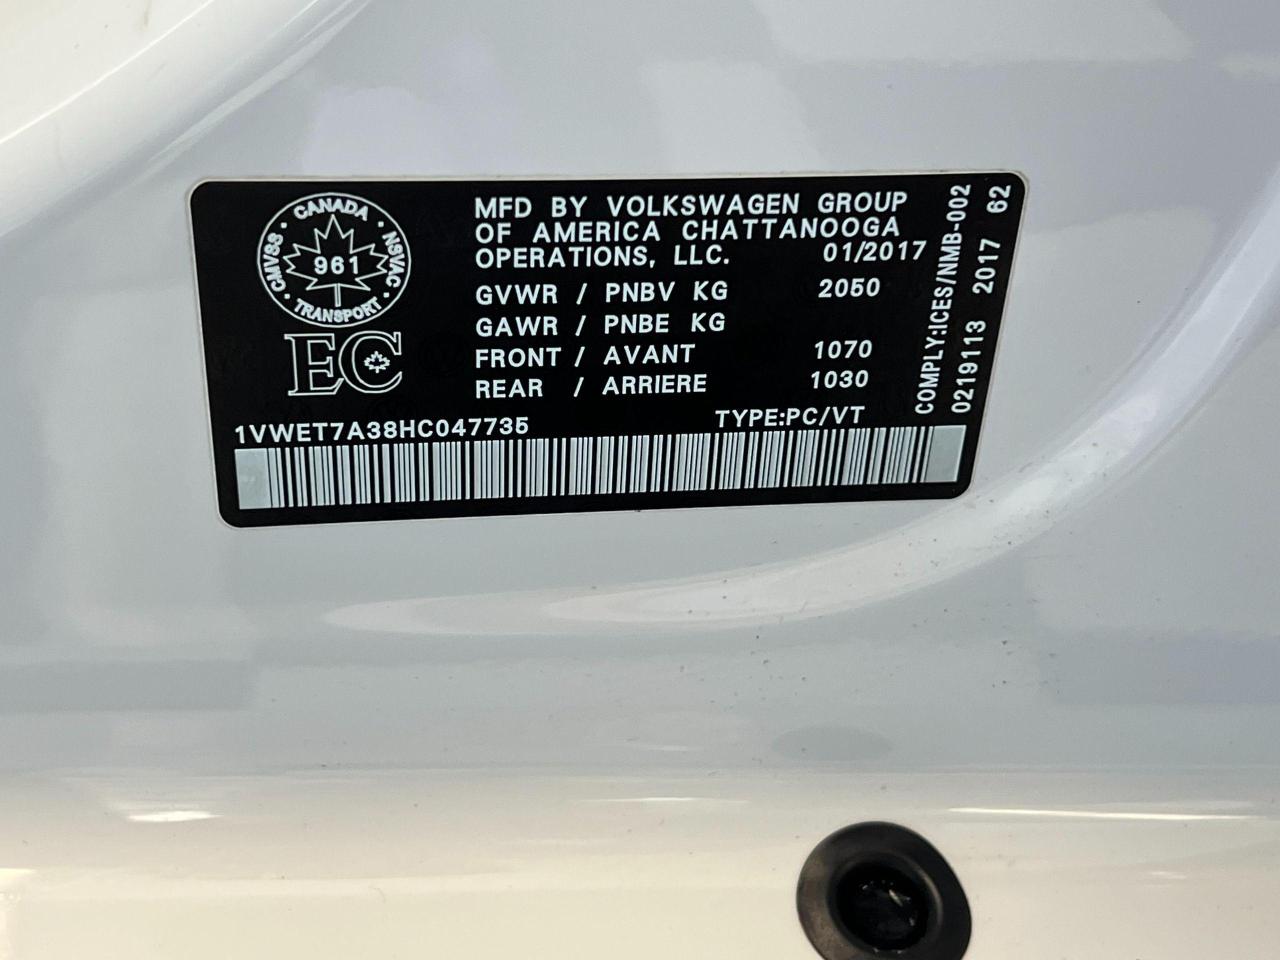 CANADA
CMVSS
NSVAC
961
TRANSPORT
EC
MFD BY VOLKSWAGEN GROUP
OF AMERICA CHATTANOOGA
OPERATIONS, LLC. 01/2017
GVWR / PNBV KG 2050
GAWR / PNBE KG
FRONT / AVANT 1070
REAR / ARRIERE 1030
1VWET7A38HC047735 TYPE:PC/VT
COMPLY:ICES/NMB-002
0219113 2017 62